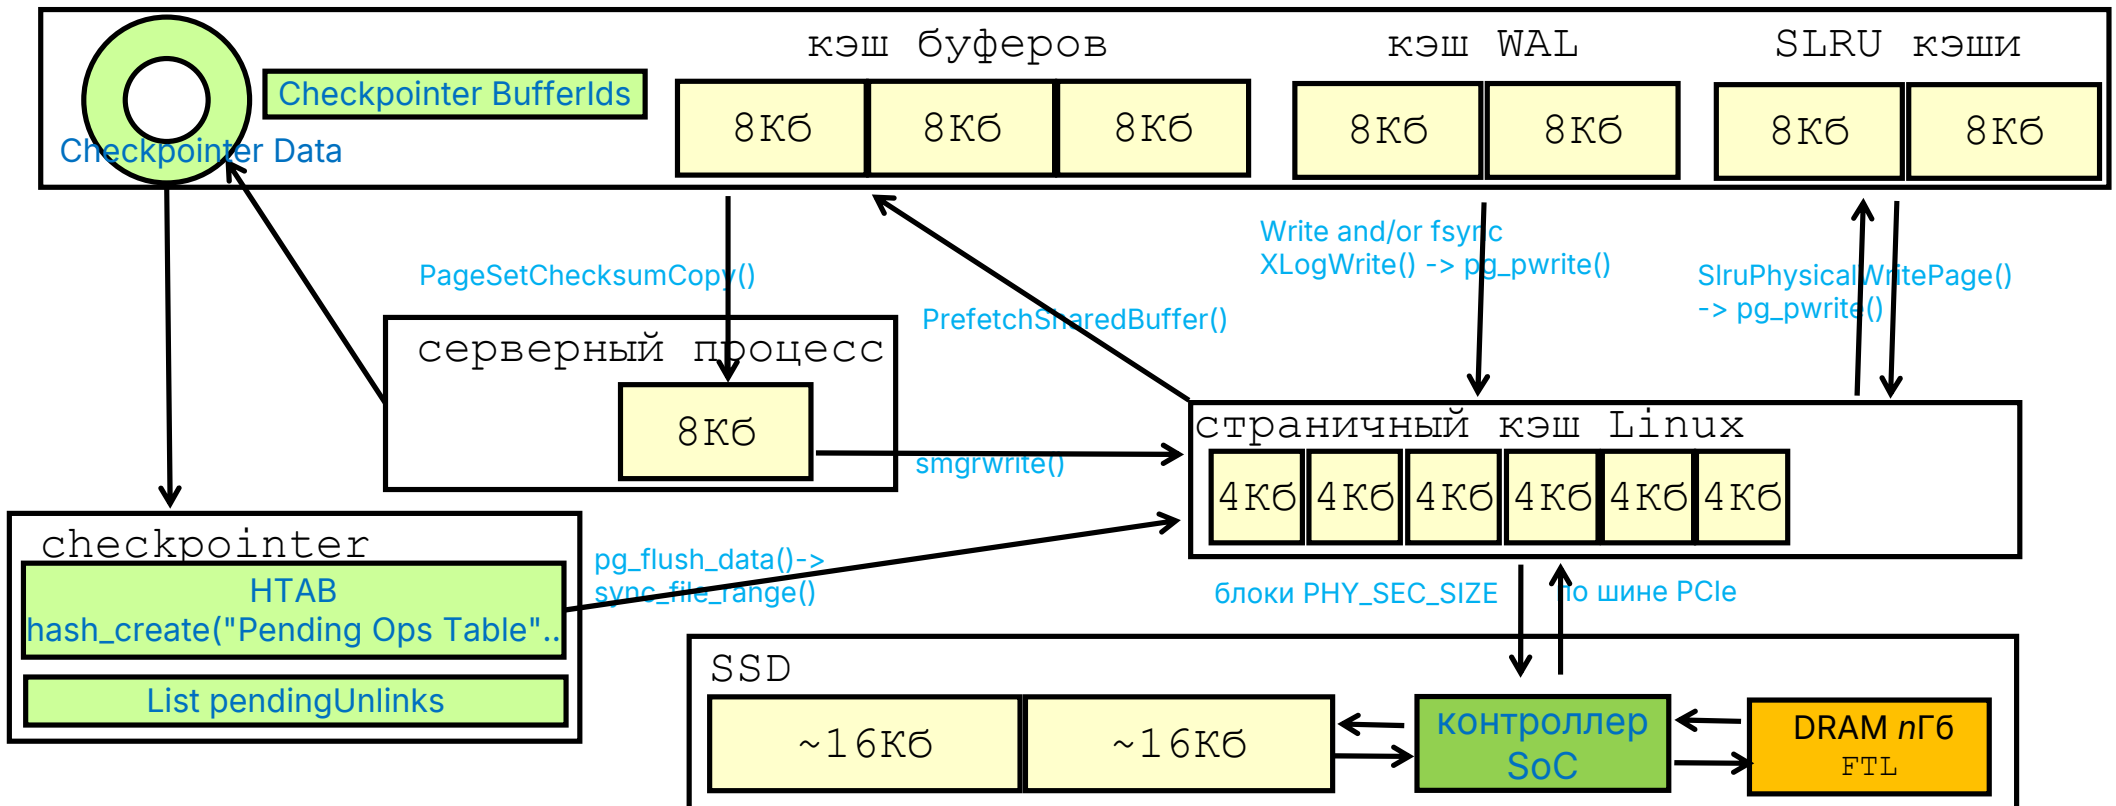 кэш буферов
кэш WAL
SLRU кэши
Checkpointer BufferIds
8Кб
8Кб
8Кб
8Кб
8Кб
8Кб
8Кб
Checkpointer Data
Write and/or fsync
XLogWrite() -> pg_pwrite()
PageSetChecksumCopy()
SlruPhysicalWritePage()
-> pg_pwrite()
PrefetchSharedBuffer()
серверный процесс
8Кб
smgrwrite()
страничный кэш Linux
4Кб
4Кб
4Кб
4Кб
4Кб
4Кб
checkpointer
HTAB
hash_create("Pending Ops Table"..
List pendingUnlinks
pg_flush_data()->
sync_file_range()
блоки PHY_SEC_SIZE
по шине PCIe
SSD
~16Кб
~16Кб
контроллер
SoC
DRAM nГб
FTL